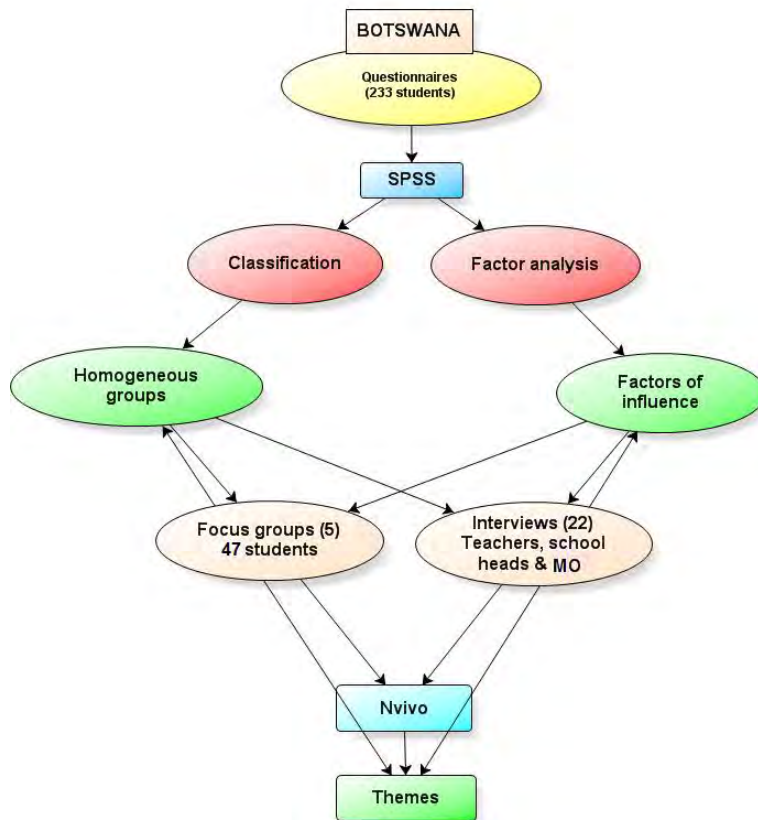 BOTSWANA
Questionnaires
(233 students)
SPSS
Classification
Factor analysis
Homogeneous
groups
Factors of
influence
Focus groups (5)
47 students
Interviews (22)
Teachers, school
heads & MO
Nvivo
Themes